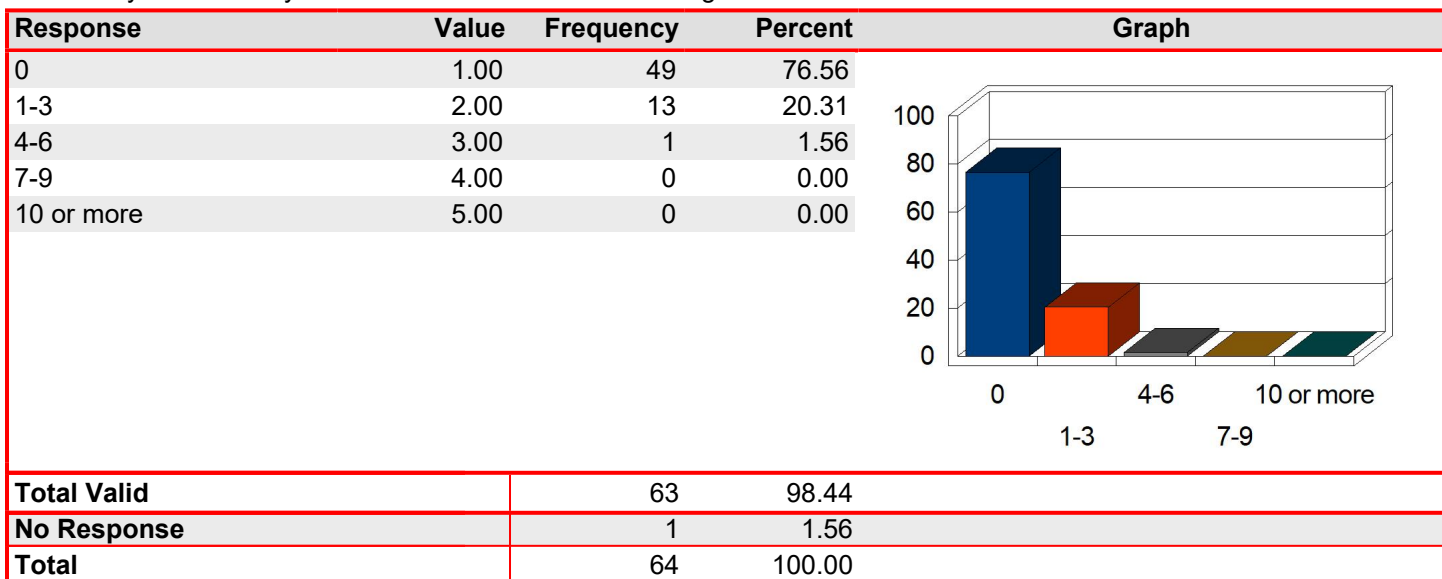 Response Value Frequency Percent Graph
0 1.00 49 76.56
1-3 2.00 13 20.31
4-6 3.00 1 1.56
7-9 4.00 0 0.00
10 or more 5.00 0 0.00
100
80
60
40
20
0
0 4-6 10 or more
1-3 7-9
Total Valid 63 98.44
No Response 1 1.56
Total 64 100.00